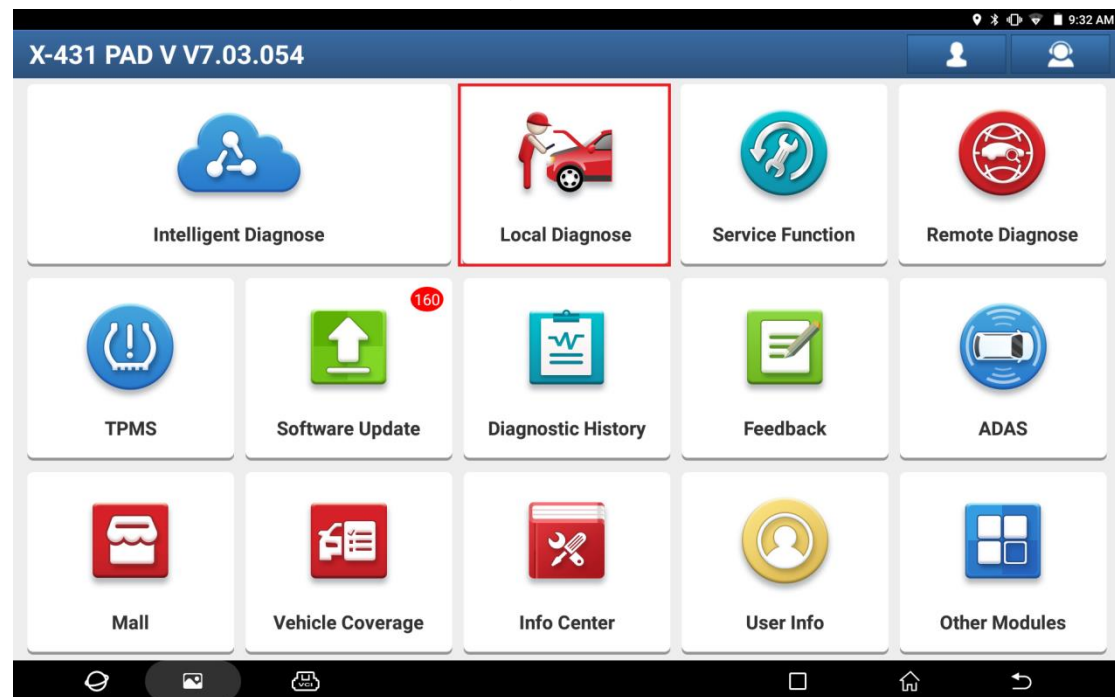 9:32 AM
X-431 PAD V V7.03.054
Intelligent Diagnose
Local Diagnose
Service Function
Remote Diagnose
160
TPMS
Software Update
Diagnostic History
Feedback
ADAS
Mall
Vehicle Coverage
Info Center
User Info
Other Modules
VCI